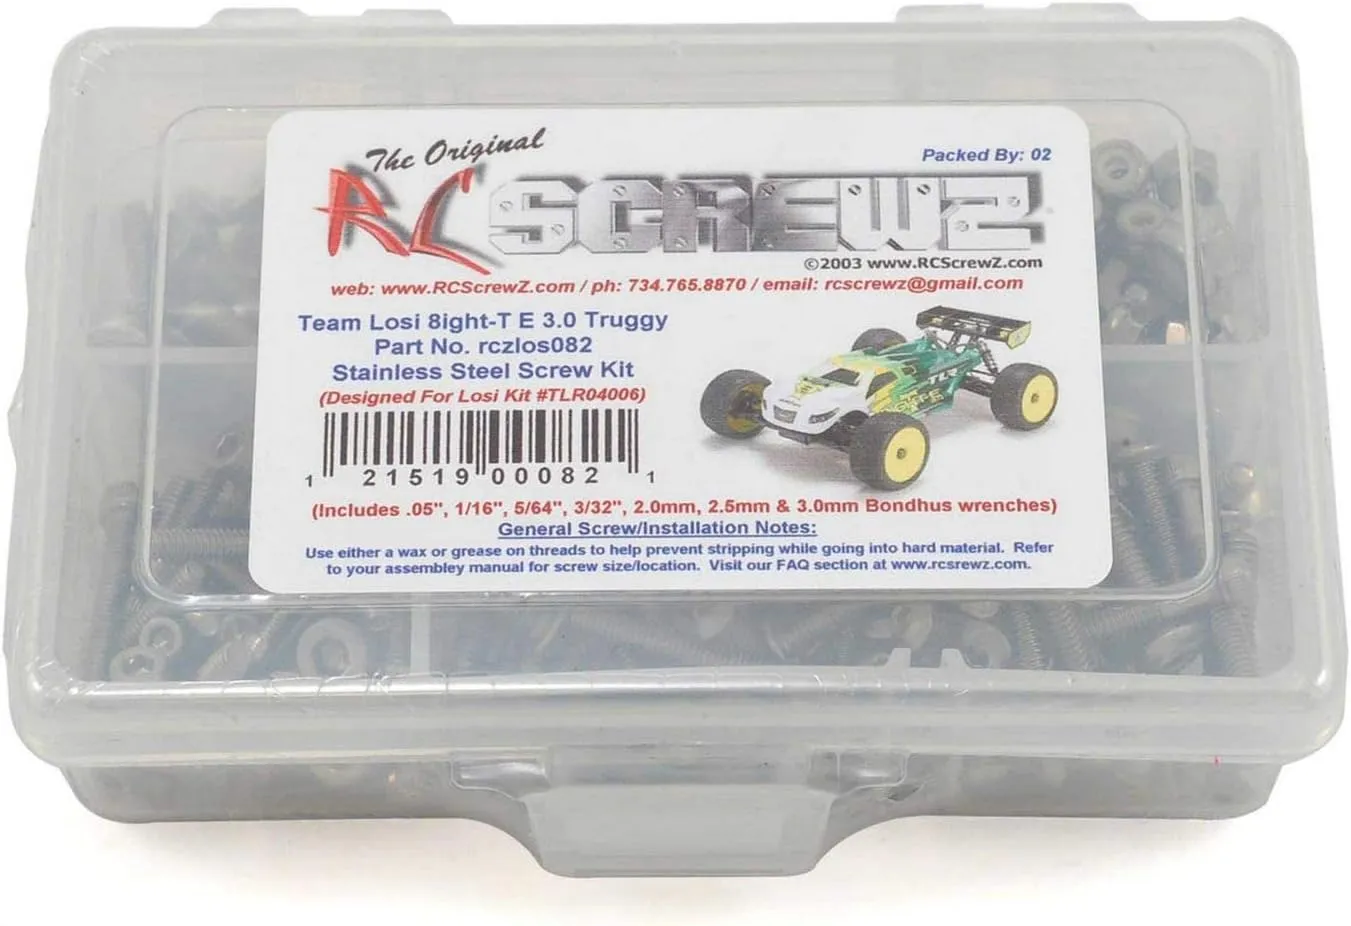 The Original
RC SCREWZ
Packed By: 02
©2003 www.RCScrewZ.com
web: www.RCScrewZ.com / ph: 734.765.8870 / email: rcscrewz@gmail.com
Team Losi 8ight-T E 3.0 Truggy
Part No. rczlos082
Stainless Steel Screw Kit
(Designed For Losi Kit #TLR04006)
TLR
1 21519 00082 1
(Includes .05", 1/16", 5/64", 3/32", 2.0mm, 2.5mm & 3.0mm Bondhus wrenches)
General Screw/Installation Notes:
Use either a wax or grease on threads to help prevent stripping while going into hard material. Refer
to your assembley manual for screw size/location. Visit our FAQ section at www.rcsrewz.com.